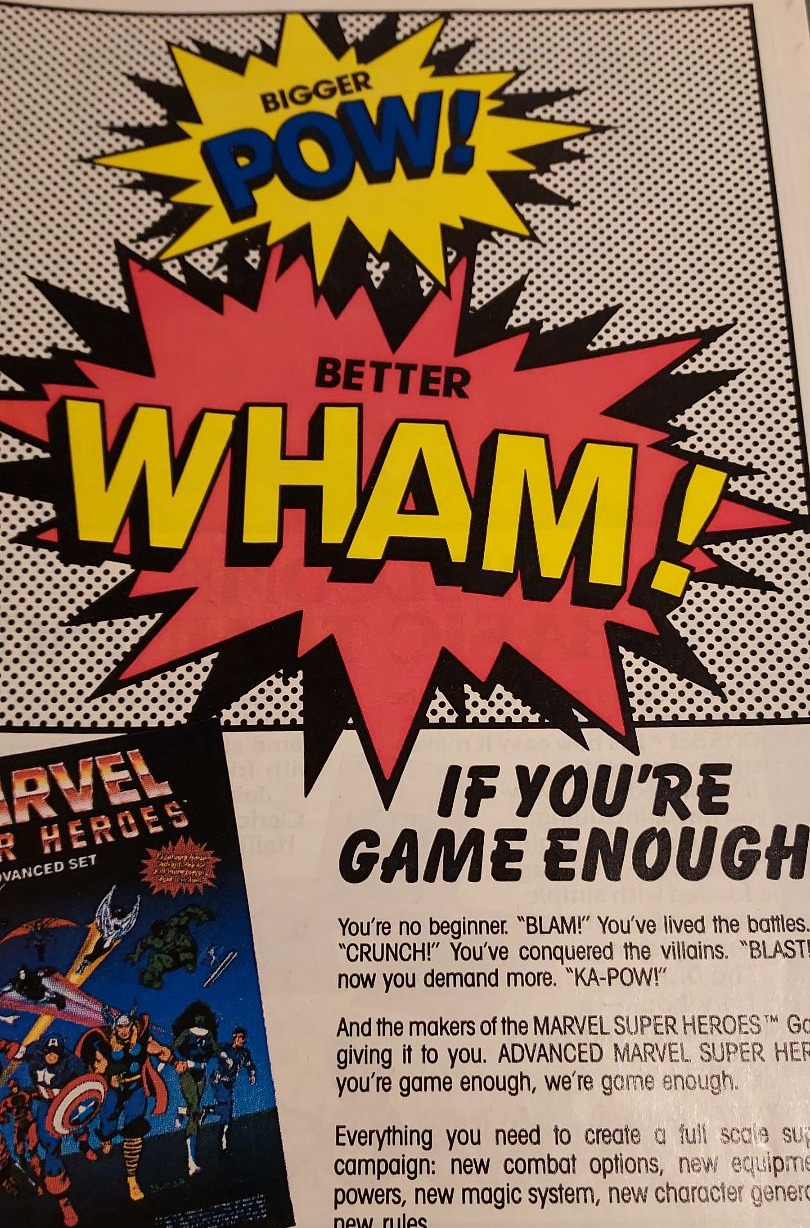 BIGGER
POW!
BETTER
WHAM!
ARVEL
R HEROES
DVANCED SET
IF YOU'RE
GAME ENOUGH
You're no beginner. "BLAM!" You've lived the battles.
"CRUNCH!" You've conquered the villains. "BLAST!
now you demand more. "KA-POW!"
And the makers of the MARVEL SUPER HEROES™ Ga
giving it to you. ADVANCED MARVEL SUPER HER
you're game enough, we're game enough.
Everything you need to create a full scale sup
campaign: new combat options, new equipme
powers, new magic system, new character genera
new rules